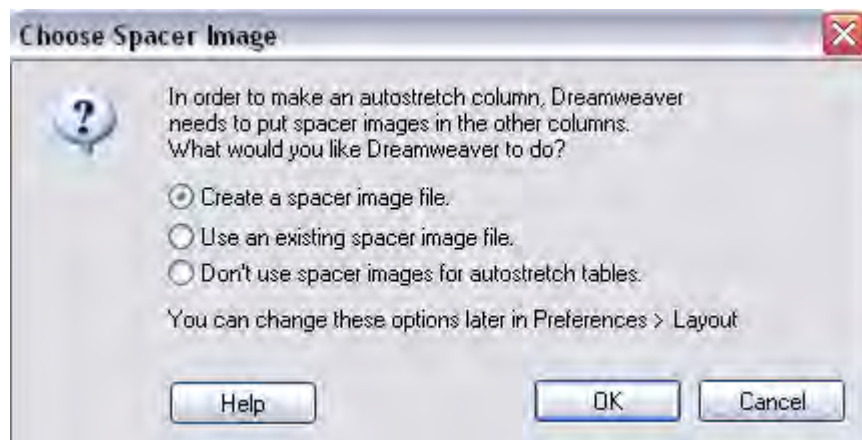 Choose Spacer Image
?
In order to make an autostretch column, Dreamweaver
needs to put spacer images in the other columns.
What would you like Dreamweaver to do?
Create a spacer image file.
Use an existing spacer image file.
Don't use spacer images for autostretch tables.
You can change these options later in Preferences > Layout
Help OK Cancel